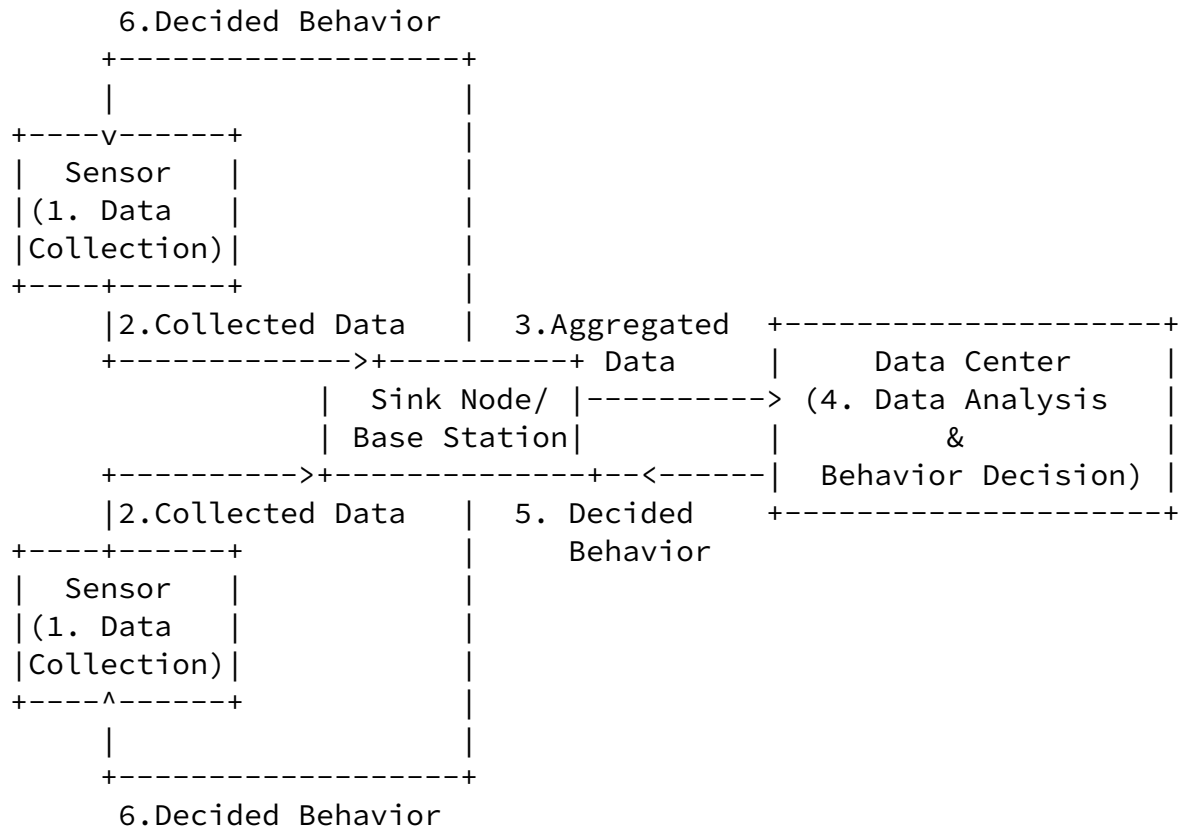 6.Decided Behavior
Sensor
(1. Data
Collection)
2.Collected Data 3.Aggregated
Data Data Center
Sink Node/ (4. Data Analysis
Base Station &
Behavior Decision)
2.Collected Data 5. Decided
Behavior
Sensor
(1. Data
Collection)
6.Decided Behavior